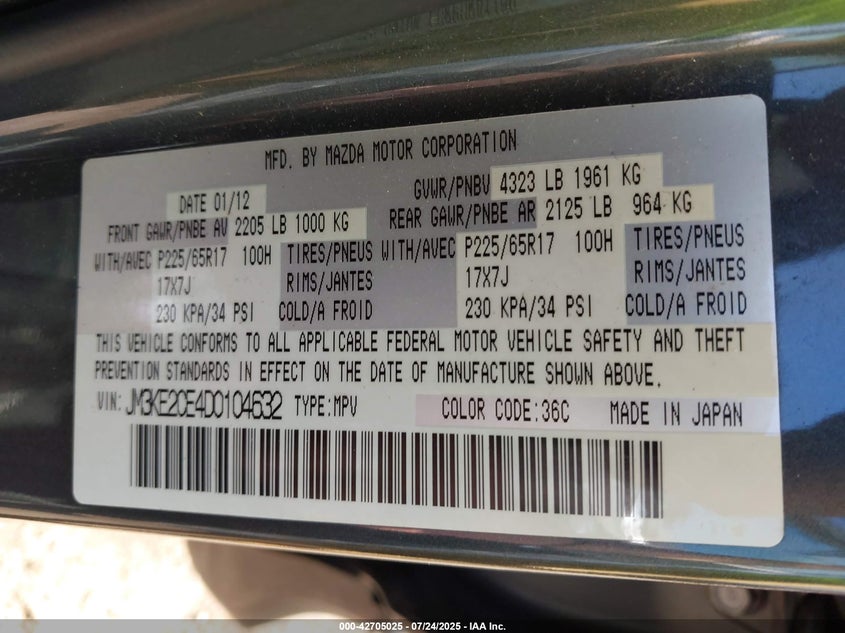 MFD. BY MAZDA MOTOR CORPORATION
DATE 01/12 GVWR/PNBV 4323 LB 1961 KG
FRONT GAWR/PNBE AV 2205 LB 1000 KG REAR GAWR/PNBE AR 2125 LB 964 KG
WITH/AVEC P225/65R17 100H TIRES/PNEUS WITH/AVEC P225/65R17 100H TIRES/PNEUS
17X7J RIMS/JANTES 17X7J RIMS/JANTES
230 KPA/34 PSI COLD/A FROID 230 KPA/34 PSI COLD/A FROID
THIS VEHICLE CONFORMS TO ALL APPLICABLE FEDERAL MOTOR VEHICLE SAFETY AND THEFT
PREVENTION STANDARDS IN EFFECT ON THE DATE OF MANUFACTURE SHOWN ABOVE.
VIN: JM3KE2CE4D0104632 TYPE:MPV COLOR CODE:36C MADE IN JAPAN
000-42705025 - 07/24/2025 - IAA Inc.